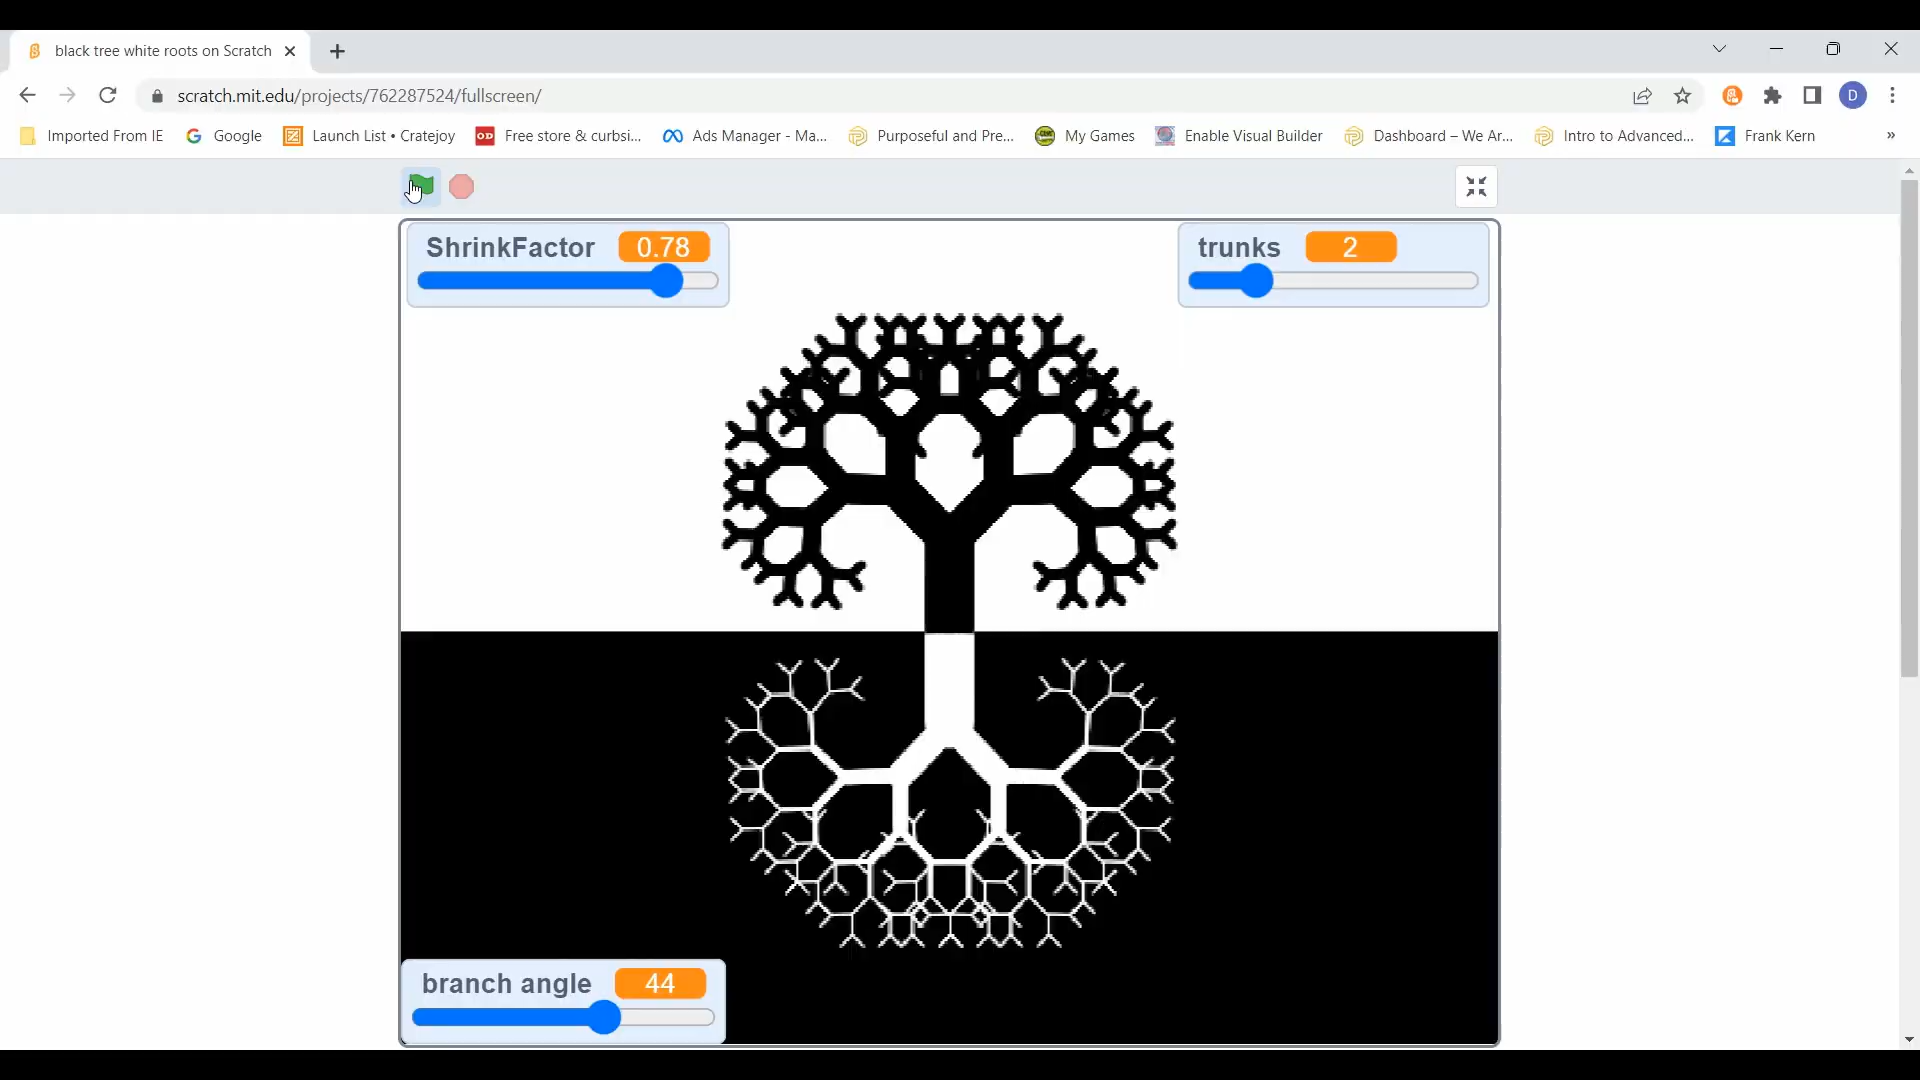 black tree white roots on Scratch
scratch.mit.edu/projects/762287524/fullscreen/
D
Imported From IE
Google
Launch List • Cratejoy
OD
Free store & curbsi...
Ads Manager - Ma...
Purposeful and Pre...
My Games
Enable Visual Builder
Dashboard – We Ar...
Intro to Advanced...
Frank Kern
»
ShrinkFactor 0.78
trunks 2
branch angle 44